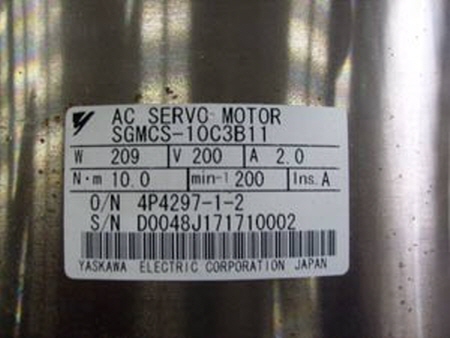 AC SERVO MOTOR
SGMCS-10C3B11
W 209 V 200 A 2.0
N・m 10.0 min-1 200 Ins. A
O/N 4P4297-1-2
S/N D0048J171710002
YASKAWA ELECTRIC CORPORATION JAPAN